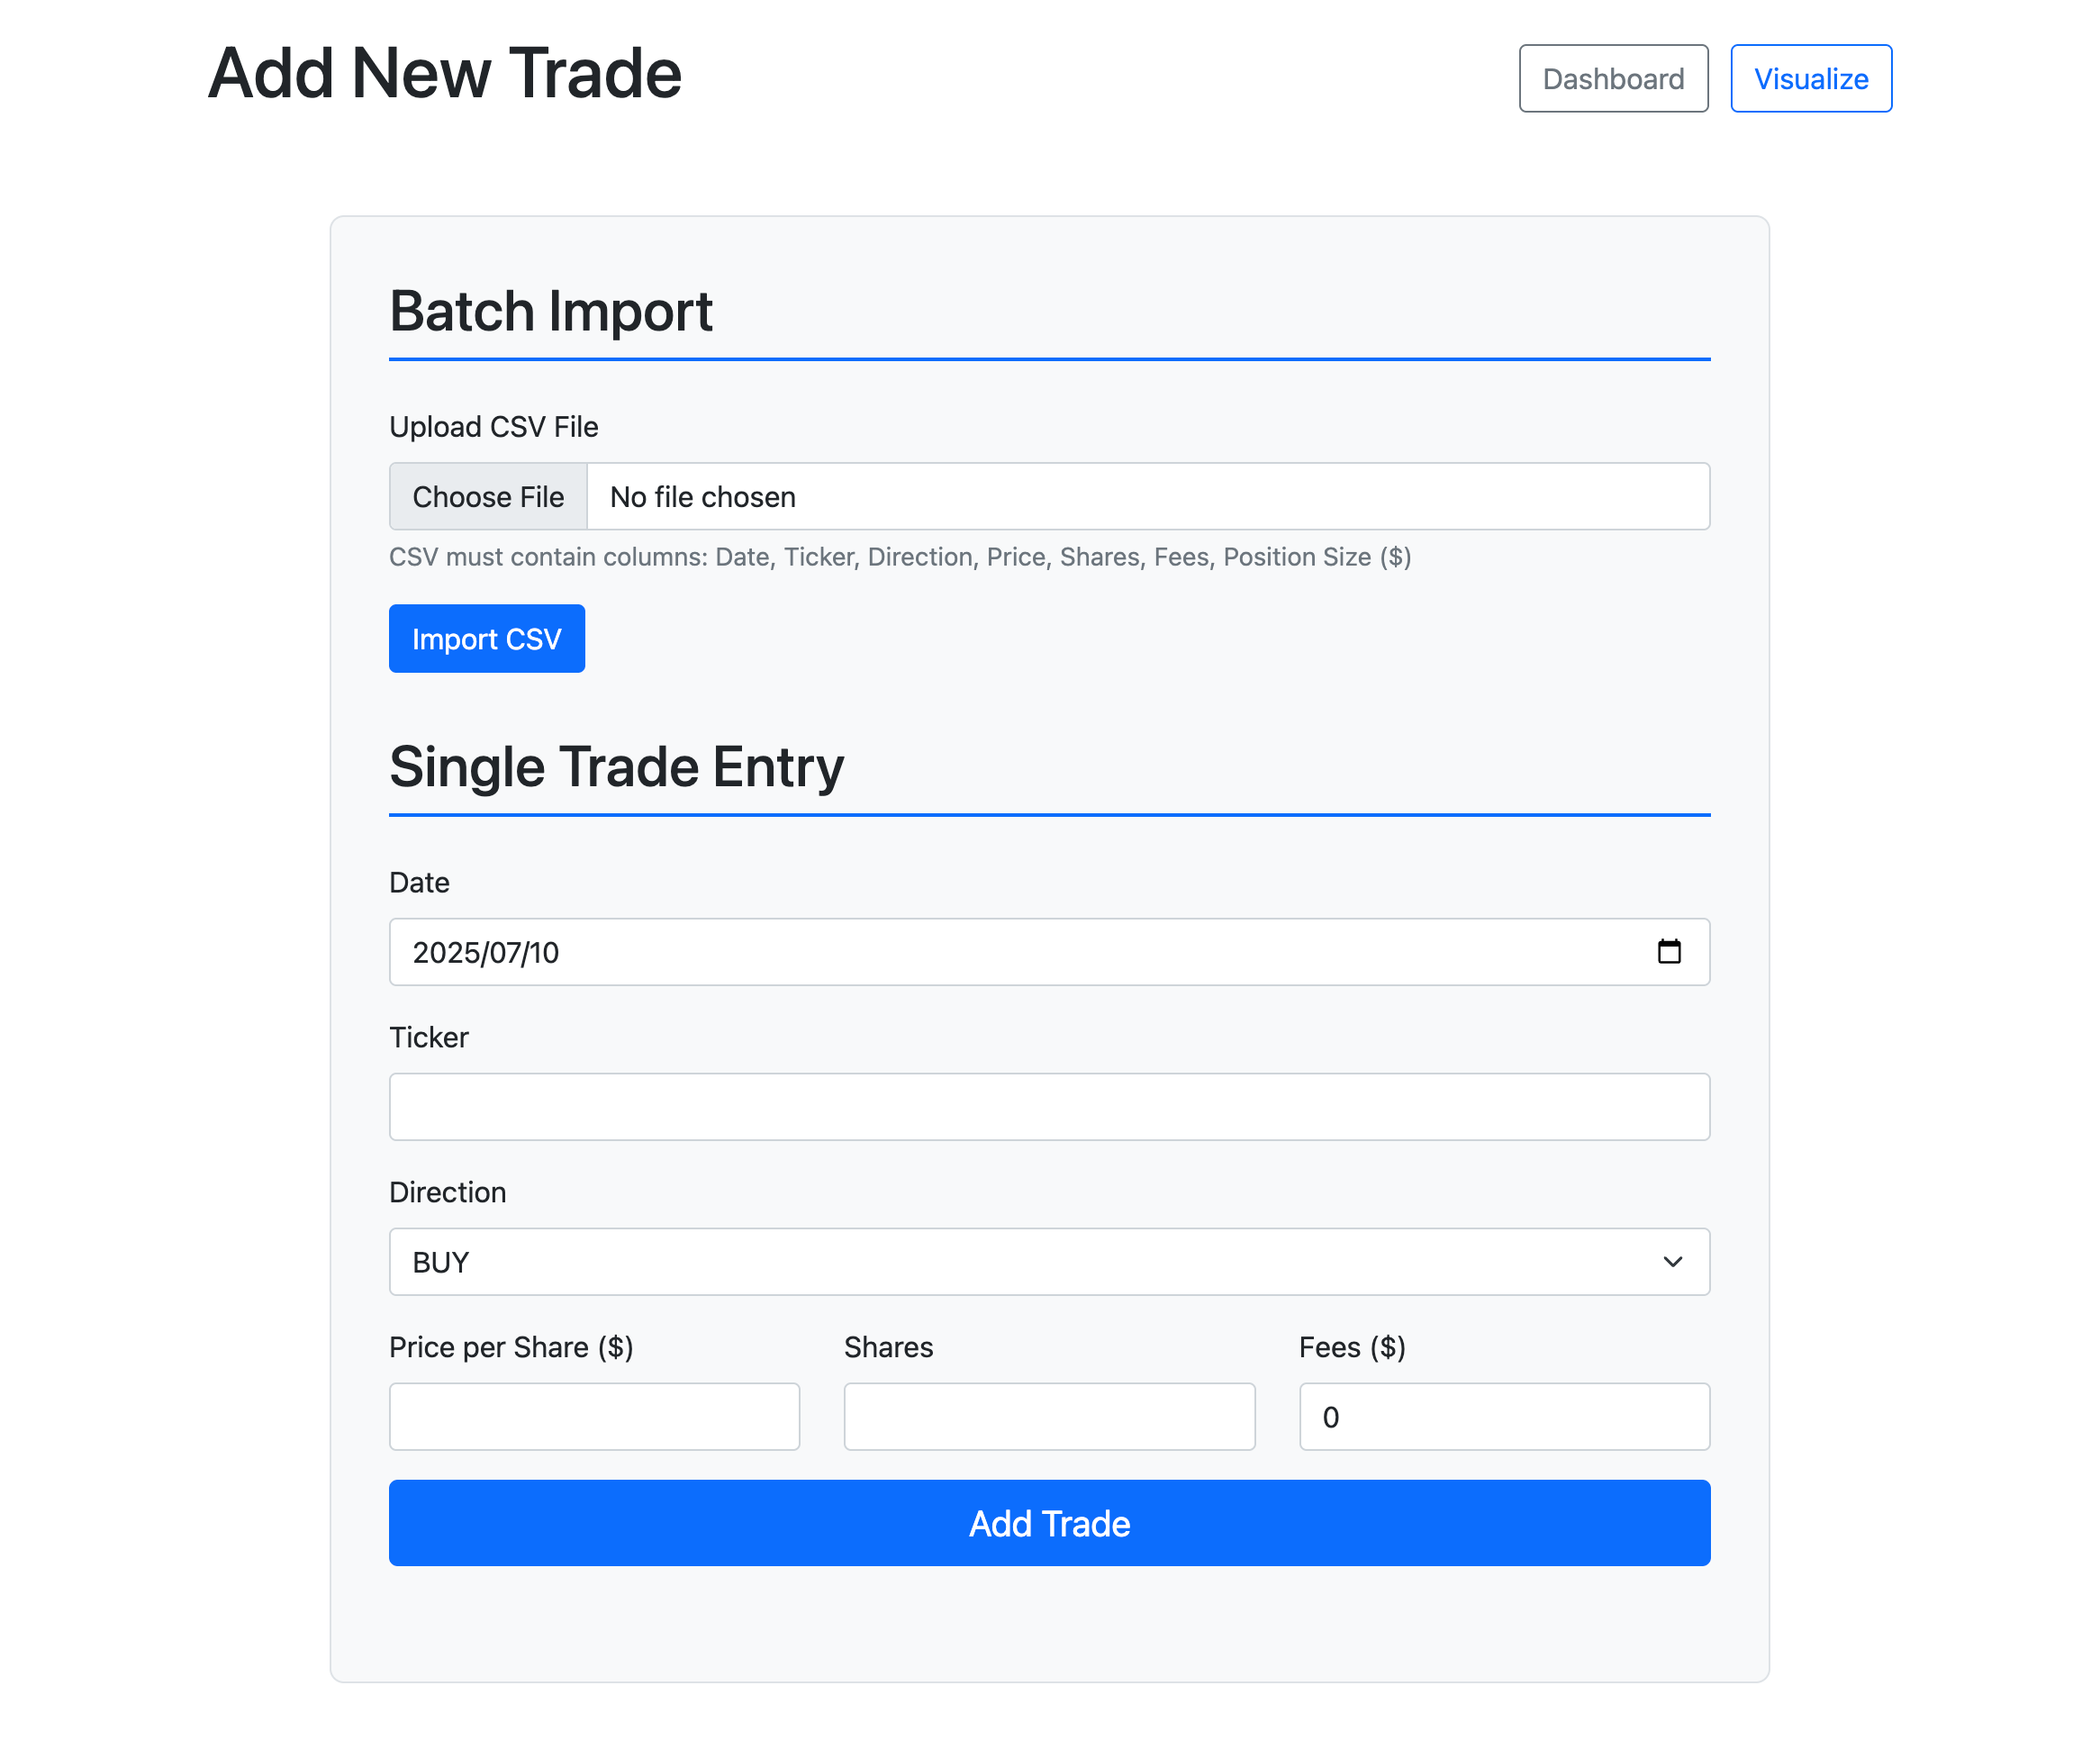 Add New Trade
Dashboard
Visualize
Batch Import
Upload CSV File
Choose File No file chosen
CSV must contain columns: Date, Ticker, Direction, Price, Shares, Fees, Position Size ($)
Import CSV
Single Trade Entry
Date
2025/07/10
Ticker
Direction
BUY
Price per Share ($)
Shares
Fees ($)
0
Add Trade